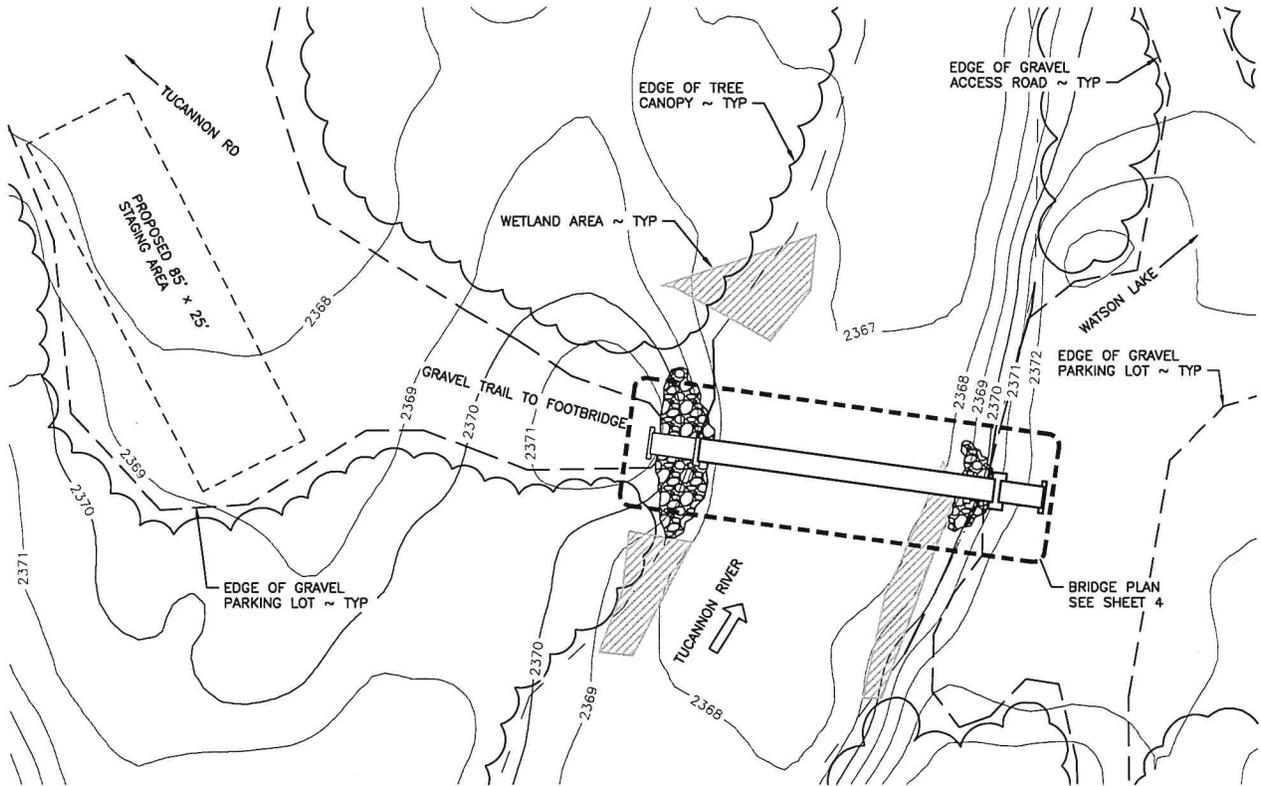 EDGE OF GRAVEL
ACCESS ROAD ~ TYP
EDGE OF TREE
CANOPY ~ TYP
TUCANNON RD
PROPOSED 85' x 25'
STAGING AREA
WETLAND AREA ~ TYP
WATSON LAKE
2368
2367
EDGE OF GRAVEL
PARKING LOT ~ TYP
GRAVEL TRAIL TO FOOTBRIDGE
2369
2370
2371
2368
2369
2370
2371
2372
2369
2370
2371
EDGE OF GRAVEL
PARKING LOT ~ TYP
TUCANNON RIVER
BRIDGE PLAN
SEE SHEET 4
2370
2369
2368